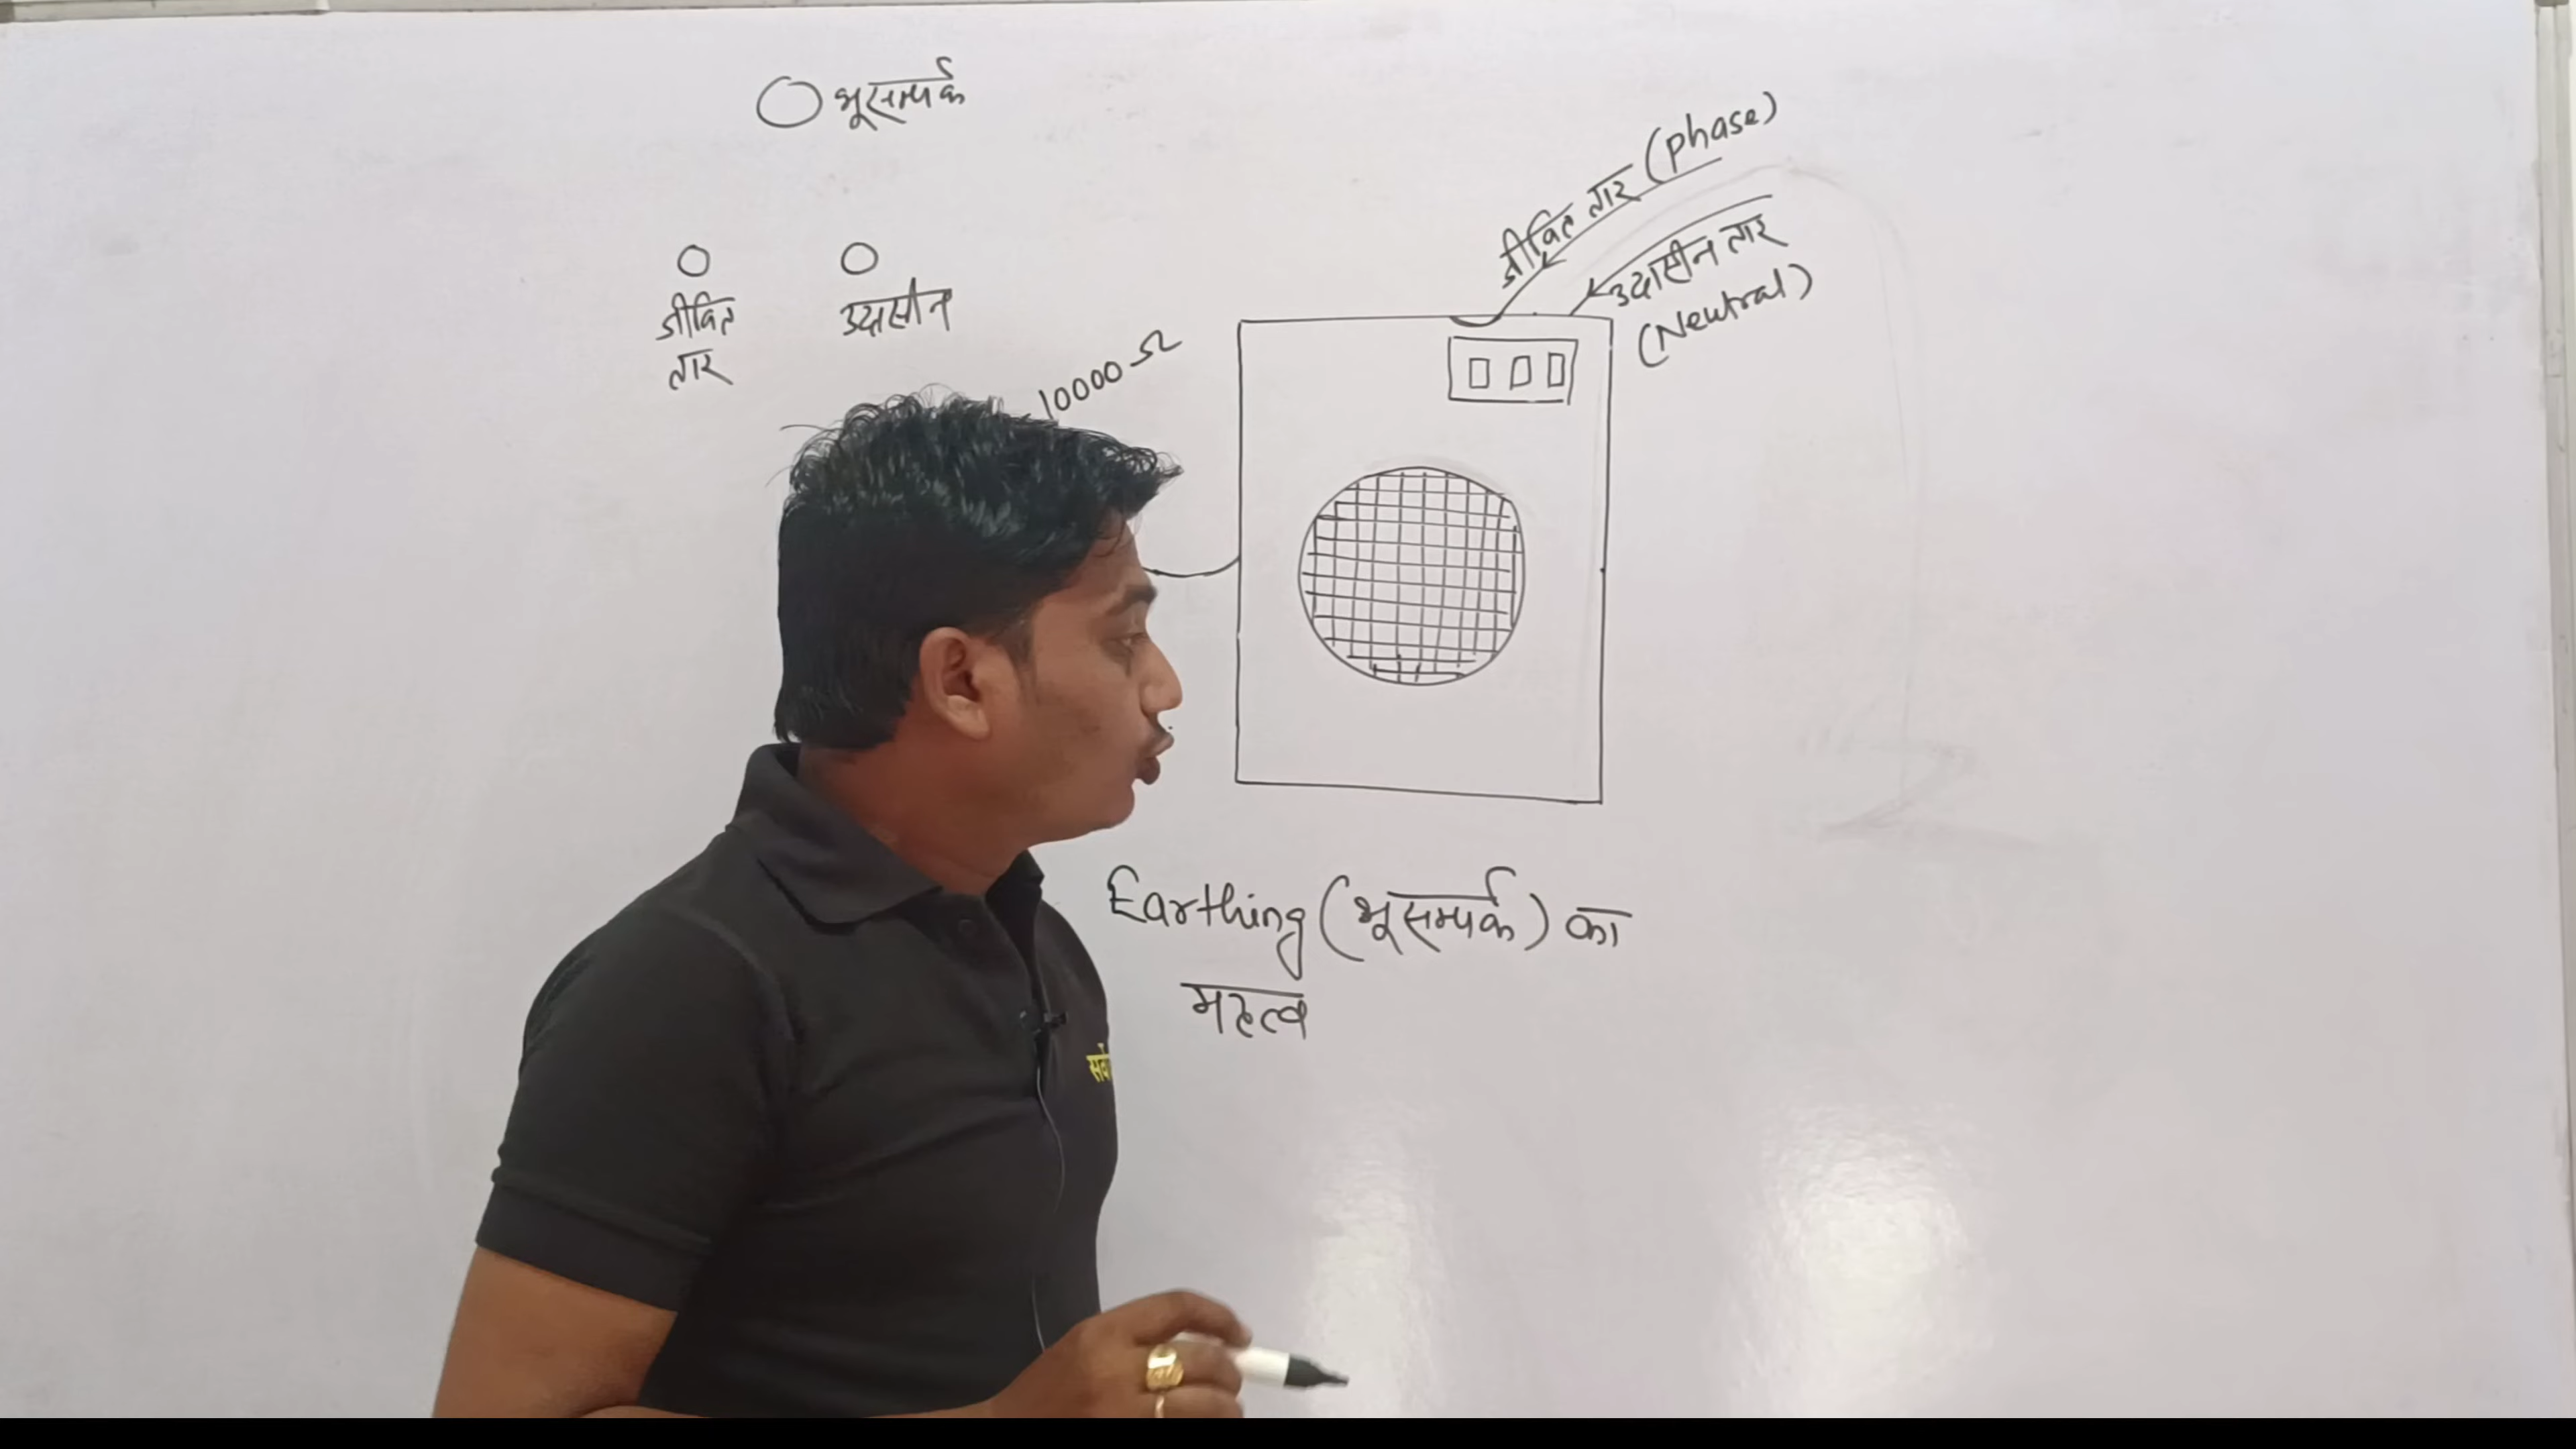 भूसम्पर्क
जीवित
तार
उदासीन
10000 Ω
जीवित तार (phase)
उदासीन तार
(Neutral)
Earthing (भूसम्पर्क) का
महत्व